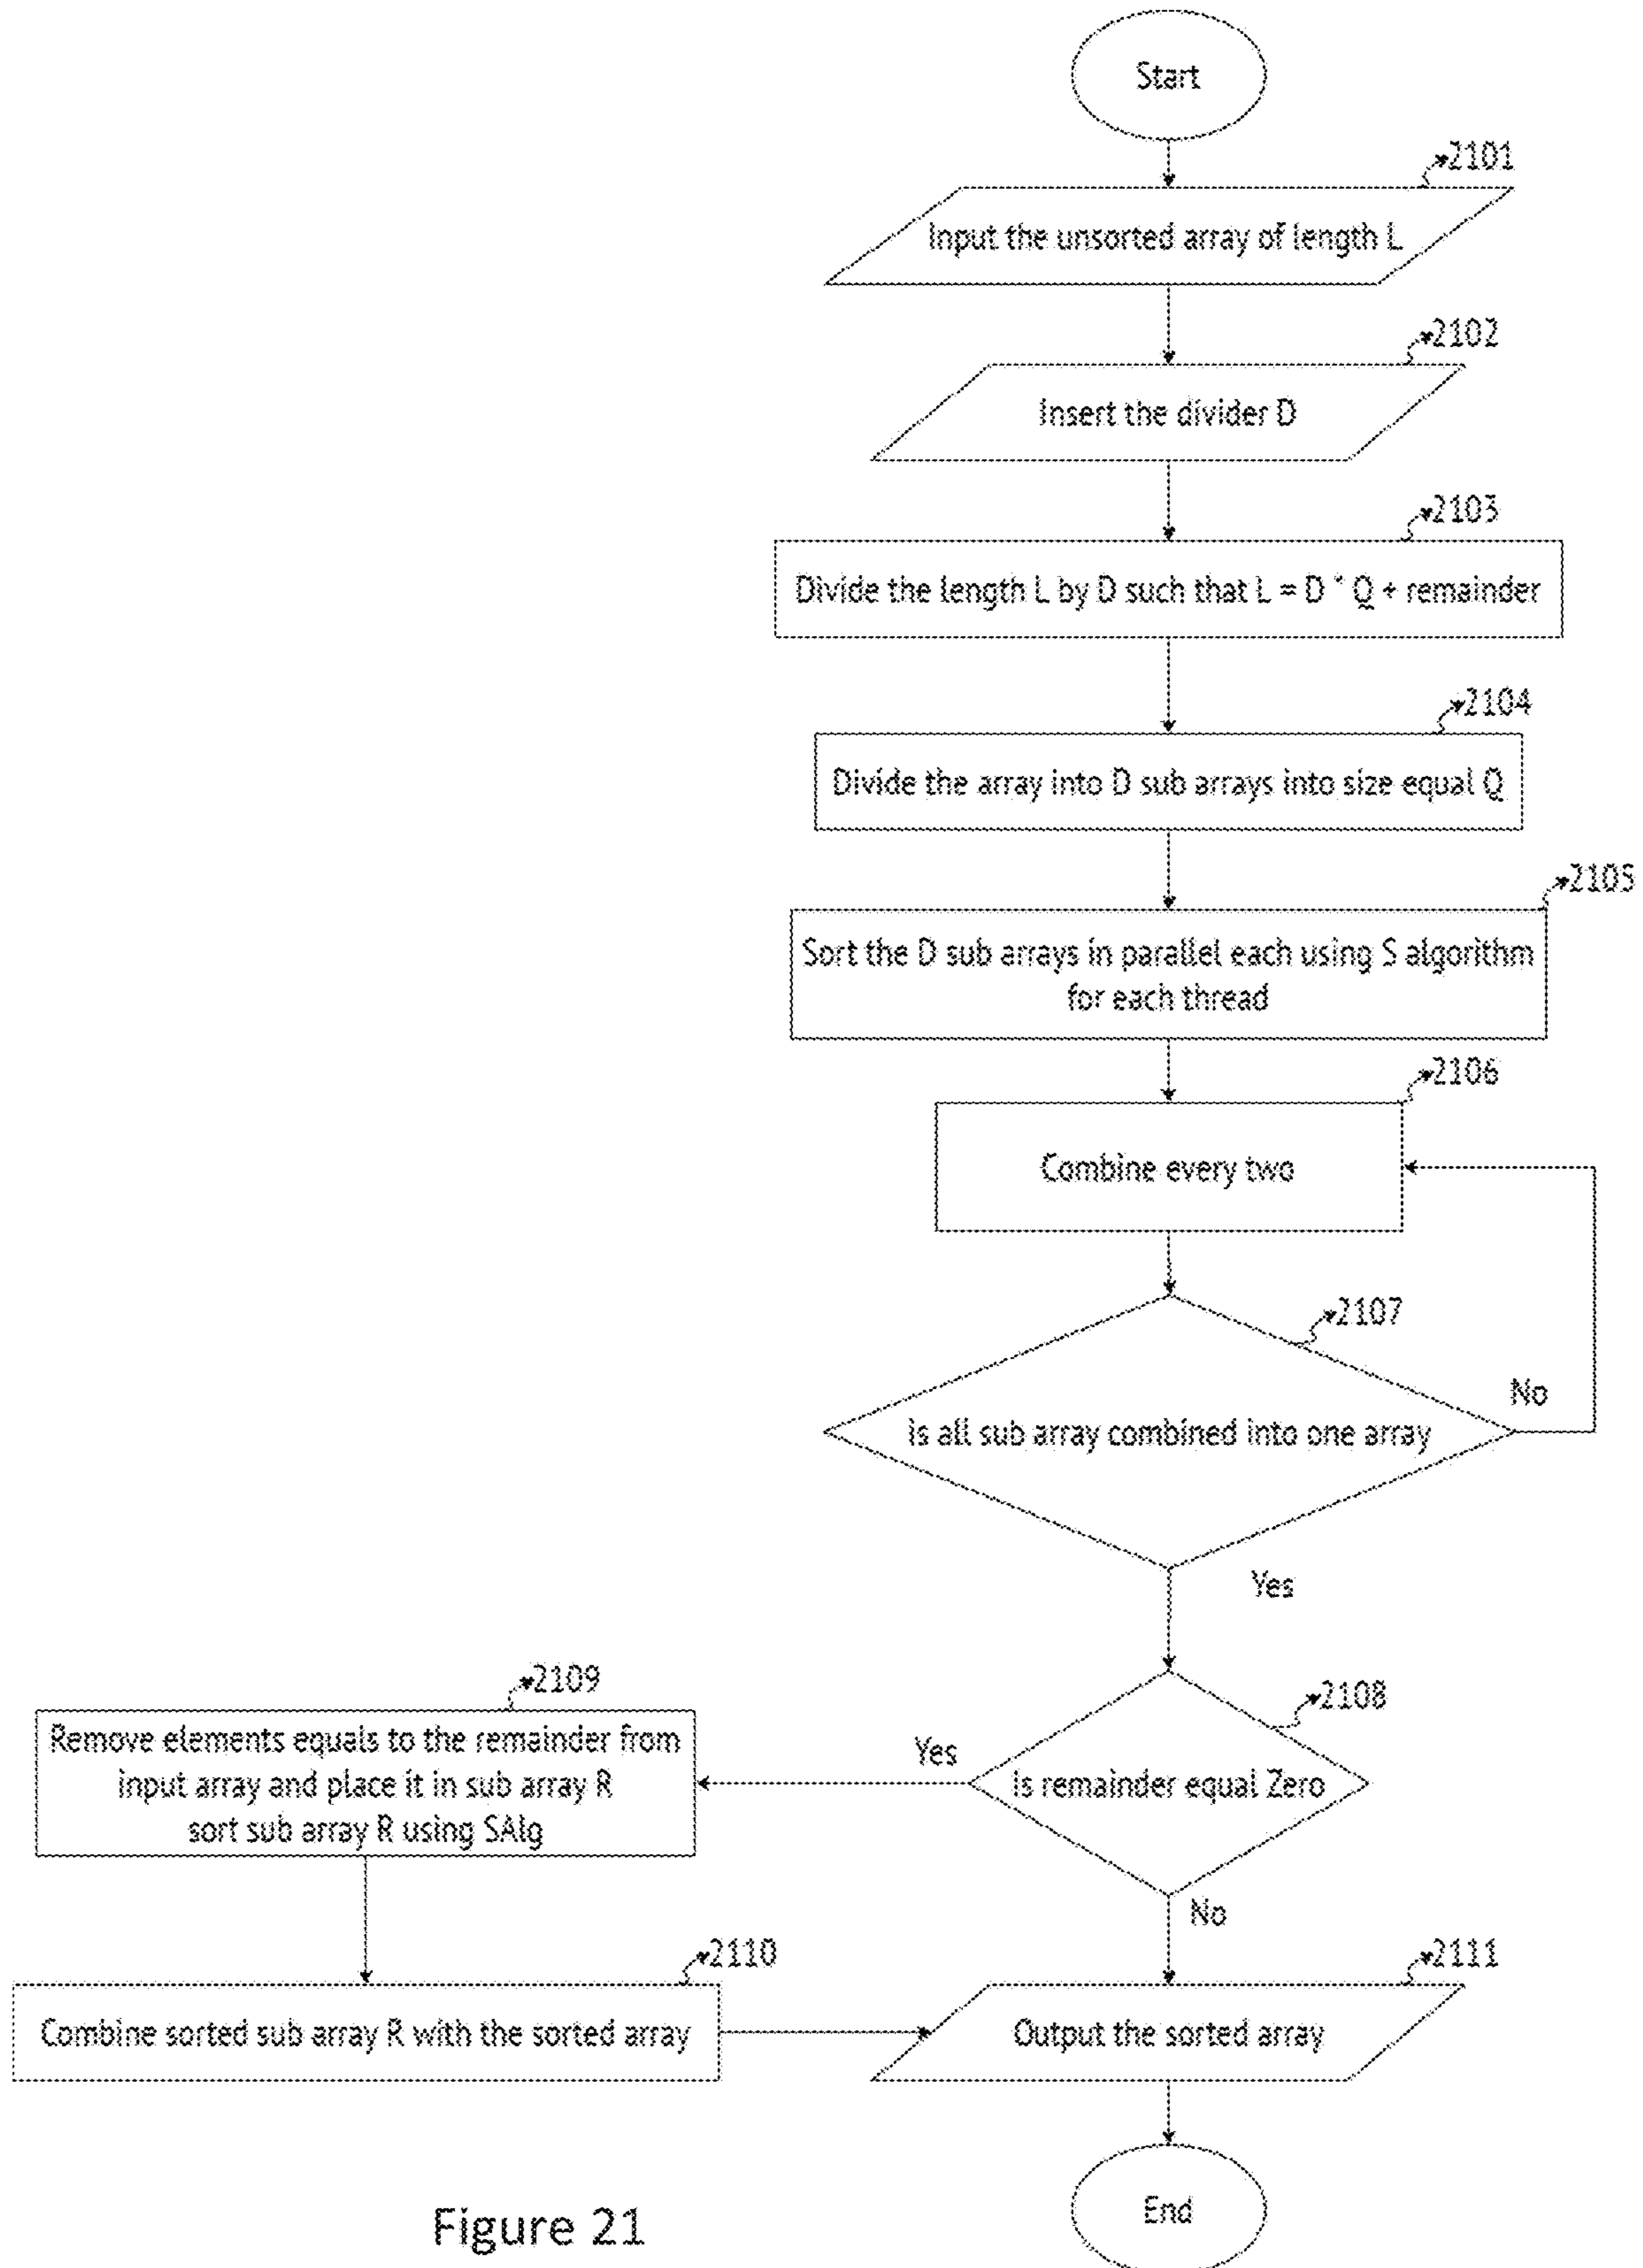 Start
2101
Input the unsorted array of length L
2102
Insert the divider D
2103
Divide the length L by D such that L = D * Q + remainder
2104
Divide the array into D sub arrays into size equal Q
2105
Sort the D sub arrays in parallel each using S algorithm
for each thread
2106
Combine every two
2107
Is all sub array combined into one array
No
Yes
2108
Is remainder equal Zero
Yes
2109
Remove elements equals to the remainder from
input array and place it in sub array R
sort sub array R using SAlg
No
2110
Combine sorted sub array R with the sorted array
2111
Output the sorted array
End
Figure 21